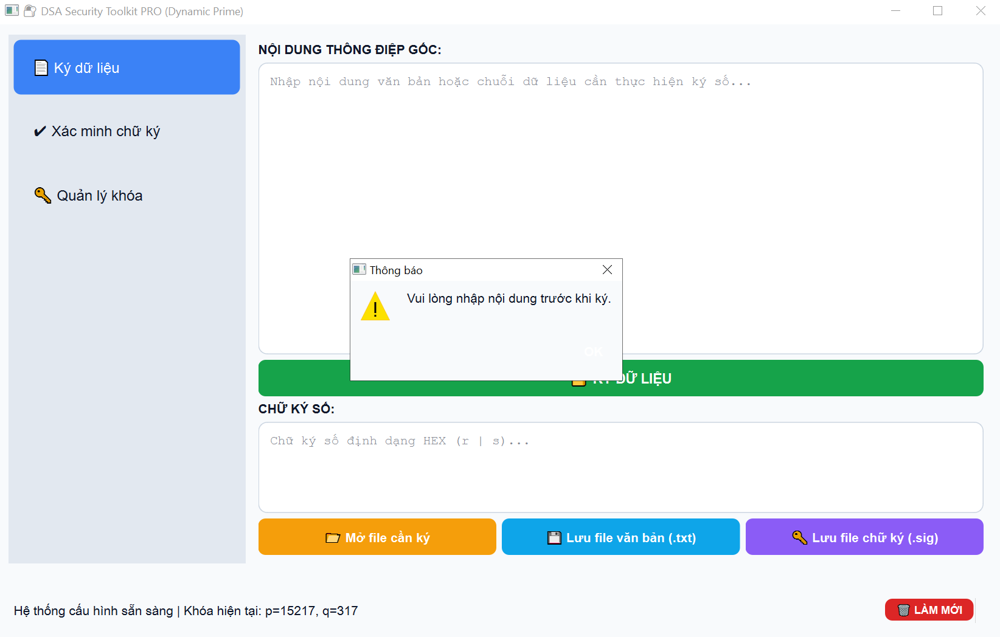 DSA Security Toolkit PRO (Dynamic Prime)
Ký dữ liệu
Xác minh chữ ký
Quản lý khóa
NỘI DUNG THÔNG ĐIỆP GỐC:
Nhập nội dung văn bản hoặc chuỗi dữ liệu cần thực hiện ký số...
Thông báo
Vui lòng nhập nội dung trước khi ký.
OK
KÝ DỮ LIỆU
CHỮ KÝ SỐ:
Chữ ký số định dạng HEX (r | s)...
Mở file cần ký
Lưu file văn bản (.txt)
Lưu file chữ ký (.sig)
Hệ thống cấu hình sẵn sàng | Khóa hiện tại: p=15217, q=317
LÀM MỚI